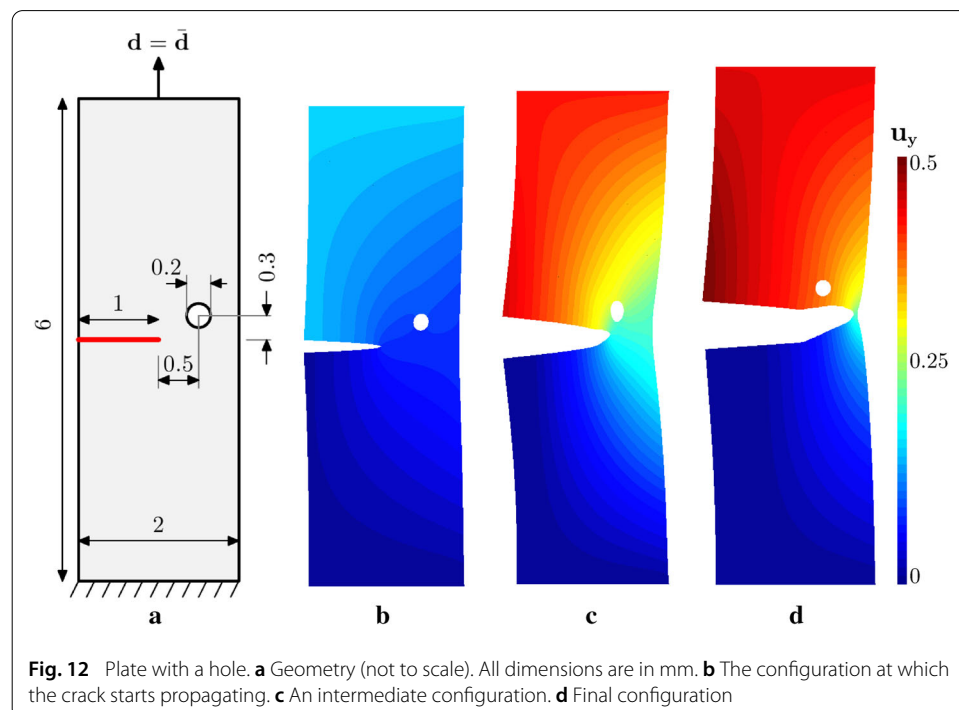 d = d̄
u_y
0.5
0.2
0.3
1
6
0.25
0.5
2
0
a
b
c
d
Fig. 12 Plate with a hole. a Geometry (not to scale). All dimensions are in mm. b The configuration at which
the crack starts propagating. c An intermediate configuration. d Final configuration